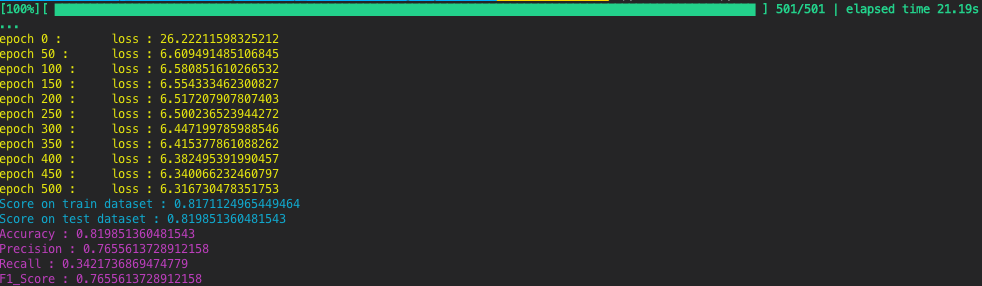 [100%][ ] 501/501 | elapsed time 21.19s
...
epoch 0 : loss : 26.22211598325212
epoch 50 : loss : 6.609491485106845
epoch 100 : loss : 6.580851610266532
epoch 150 : loss : 6.554333462300827
epoch 200 : loss : 6.517207907807403
epoch 250 : loss : 6.500236523944272
epoch 300 : loss : 6.447199785988546
epoch 350 : loss : 6.415377861088262
epoch 400 : loss : 6.382495391990457
epoch 450 : loss : 6.340066232460797
epoch 500 : loss : 6.316730478351753
Score on train dataset : 0.8171124965449464
Score on test dataset : 0.819851360481543
Accuracy : 0.819851360481543
Precision : 0.7655613728912158
Recall : 0.3421736869474779
F1_Score : 0.7655613728912158